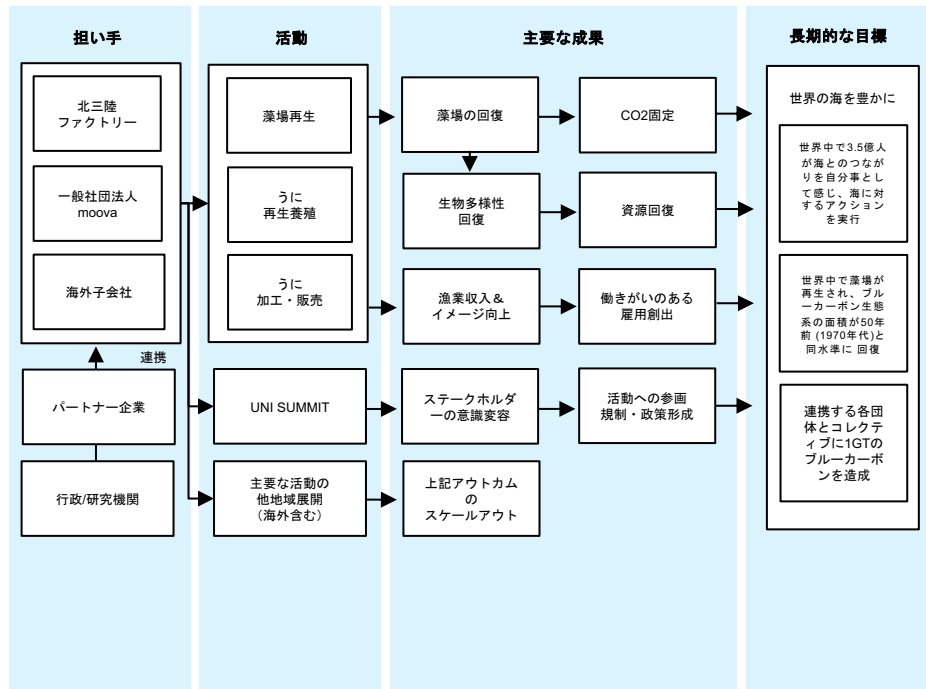 担い手
北三陸
ファクトリー
一般社団法人
moova
海外子会社
連携
パートナー企業
行政/研究機関
活動
藻場再生
うに
再生養殖
うに
加工・販売
UNI SUMMIT
主要な活動の
他地域展開
（海外含む）
主要な成果
藻場の回復
CO2固定
生物多様性
回復
資源回復
漁業収入＆
イメージ向上
働きがいのある
雇用創出
ステークホルダ
ーの意識変容
活動への参画
規制・政策形成
上記アウトカム
の
スケールアウト
長期的な目標
世界の海を豊かに
世界中で3.5億人
が海とのつなが
りを自分事とし
て感じ、海に対
するアクション
を実行
世界中で藻場が
再生され、ブル
ーカーボン生態
系の面積が50年
前 (1970年代)と
同水準に 回復
連携する各団
体とコレクテ
ィブに1GTの
ブルーカーボ
ンを造成